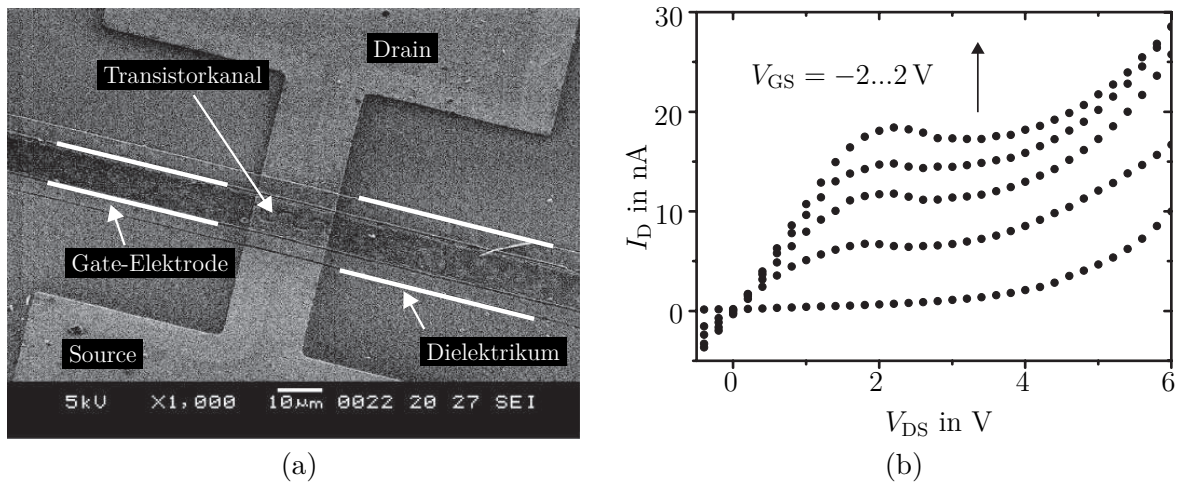 Drain
Transistorkanal
Gate-Elektrode
Source
Dielektrikum
5kV X1,000 10µm 0022 20 27 SEI
(a)
30
20
10
0
I_D in nA
V_GS = −2...2 V
0 2 4 6
V_DS in V
(b)